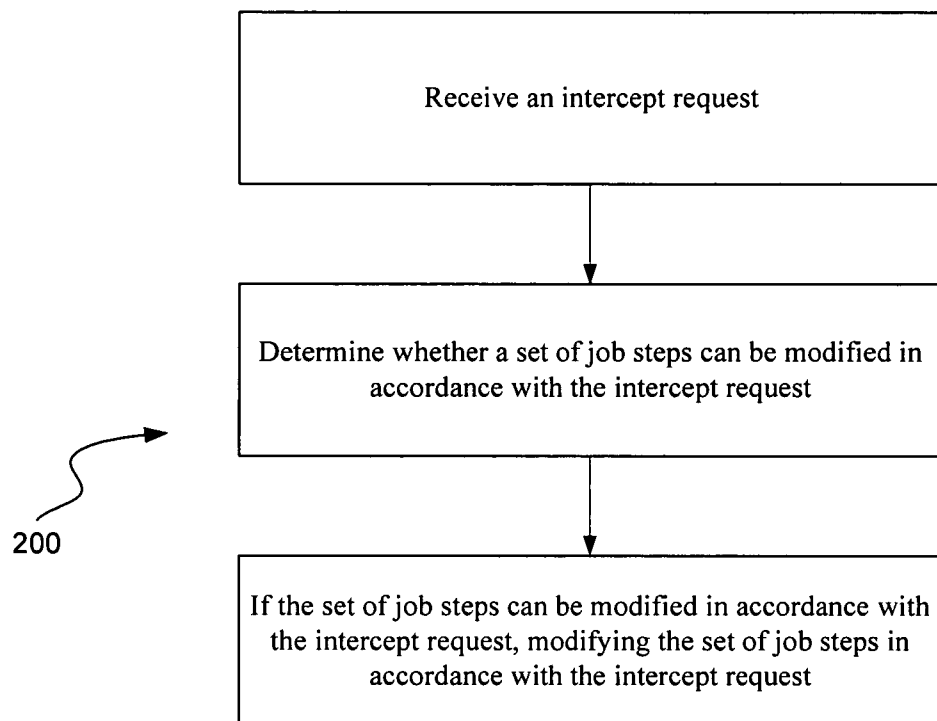 Receive an intercept request
Determine whether a set of job steps can be modified in
accordance with the intercept request
200
If the set of job steps can be modified in accordance with
the intercept request, modifying the set of job steps in
accordance with the intercept request